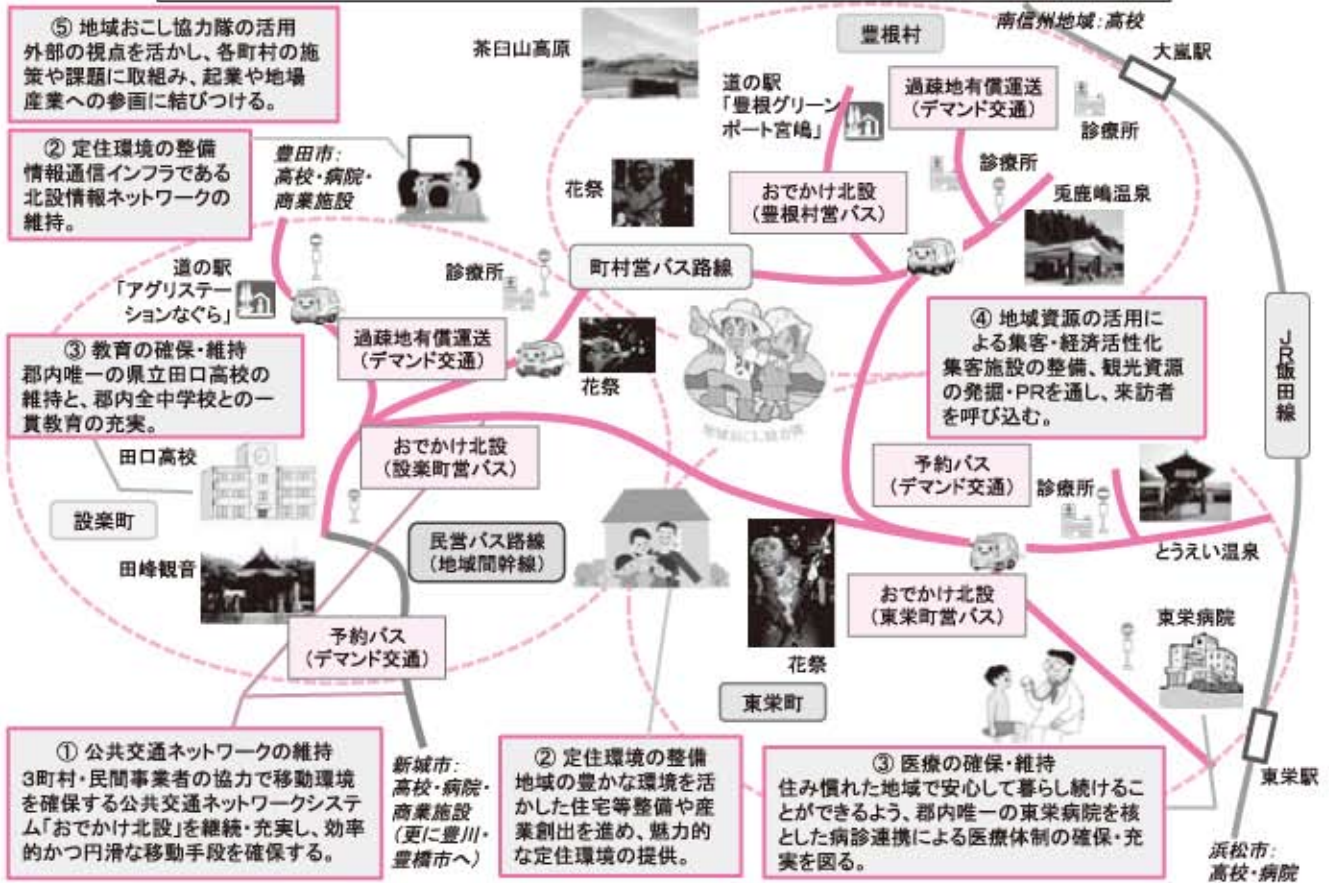 ⑤ 地域おこし協力隊の活用
外部の視点を活かし、各町村の施
策や課題に取組み、起業や地場
産業への参画に結びつける。
茶臼山高原
豊根村
南信州地域:高校
大嵐駅
道の駅
「豊根グリーン
ポート宮嶋」
過疎地有償運送
(デマンド交通)
診療所
② 定住環境の整備
情報通信インフラである
北設情報ネットワークの
維持。
豊田市:
高校・病院・
商業施設
花祭
おでかけ北設
(豊根村営バス)
診療所
兎鹿嶋温泉
道の駅
「アグリステー
ションなぐら」
診療所
町村営バス路線
過疎地有償運送
(デマンド交通)
花祭
④ 地域資源の活用に
よる集客・経済活性化
集客施設の整備、観光資源
の発掘・PRを通し、来訪者
を呼び込む。
JR飯田線
③ 教育の確保・維持
郡内唯一の県立田口高校の
維持と、郡内全中学校との一
貫教育の充実。
地域おこし協力隊
田口高校
おでかけ北設
(設楽町営バス)
予約バス
(デマンド交通)
診療所
設楽町
とうえい温泉
田峰観音
民営バス路線
(地域間幹線)
おでかけ北設
(東栄町営バス)
東栄病院
予約バス
(デマンド交通)
花祭
東栄町
① 公共交通ネットワークの維持
3町村・民間事業者の協力で移動環境
を確保する公共交通ネットワークシステ
ム「おでかけ北設」を継続・充実し、効率
的かつ円滑な移動手段を確保する。
新城市:
高校・病院・
商業施設
(更に豊川・
豊橋市へ)
② 定住環境の整備
地域の豊かな環境を活
かした住宅等整備や産
業創出を進め、魅力的
な定住環境の提供。
③ 医療の確保・維持
住み慣れた地域で安心して暮らし続けるこ
とができるよう、郡内唯一の東栄病院を核
とした病診連携による医療体制の確保・充
実を図る。
東栄駅
浜松市:
高校・病院